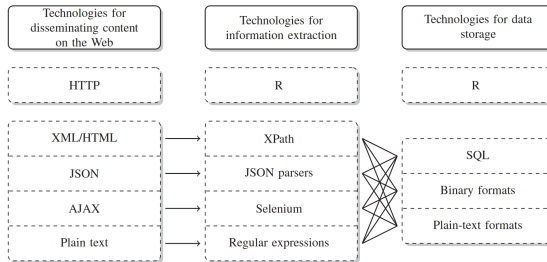 Technologies for
disseminating content
on the Web
Technologies for
information extraction
Technologies for data
storage
HTTP
R
R
XML/HTML
XPath
JSON
JSON parsers
AJAX
Selenium
Plain text
Regular expressions
SQL
Binary formats
Plain-text formats